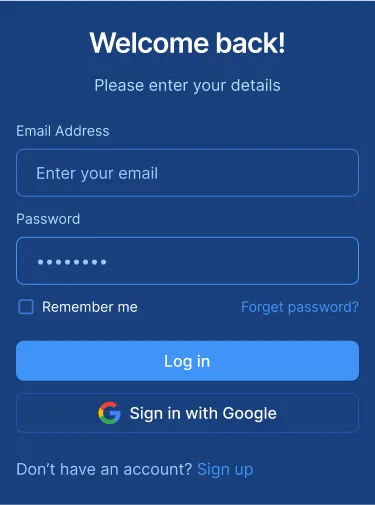 Welcome back!
Please enter your details
Email Address
Enter your email
Password
••••••••
Remember me
Forget password?
Log in
Sign in with Google
Don’t have an account? Sign up